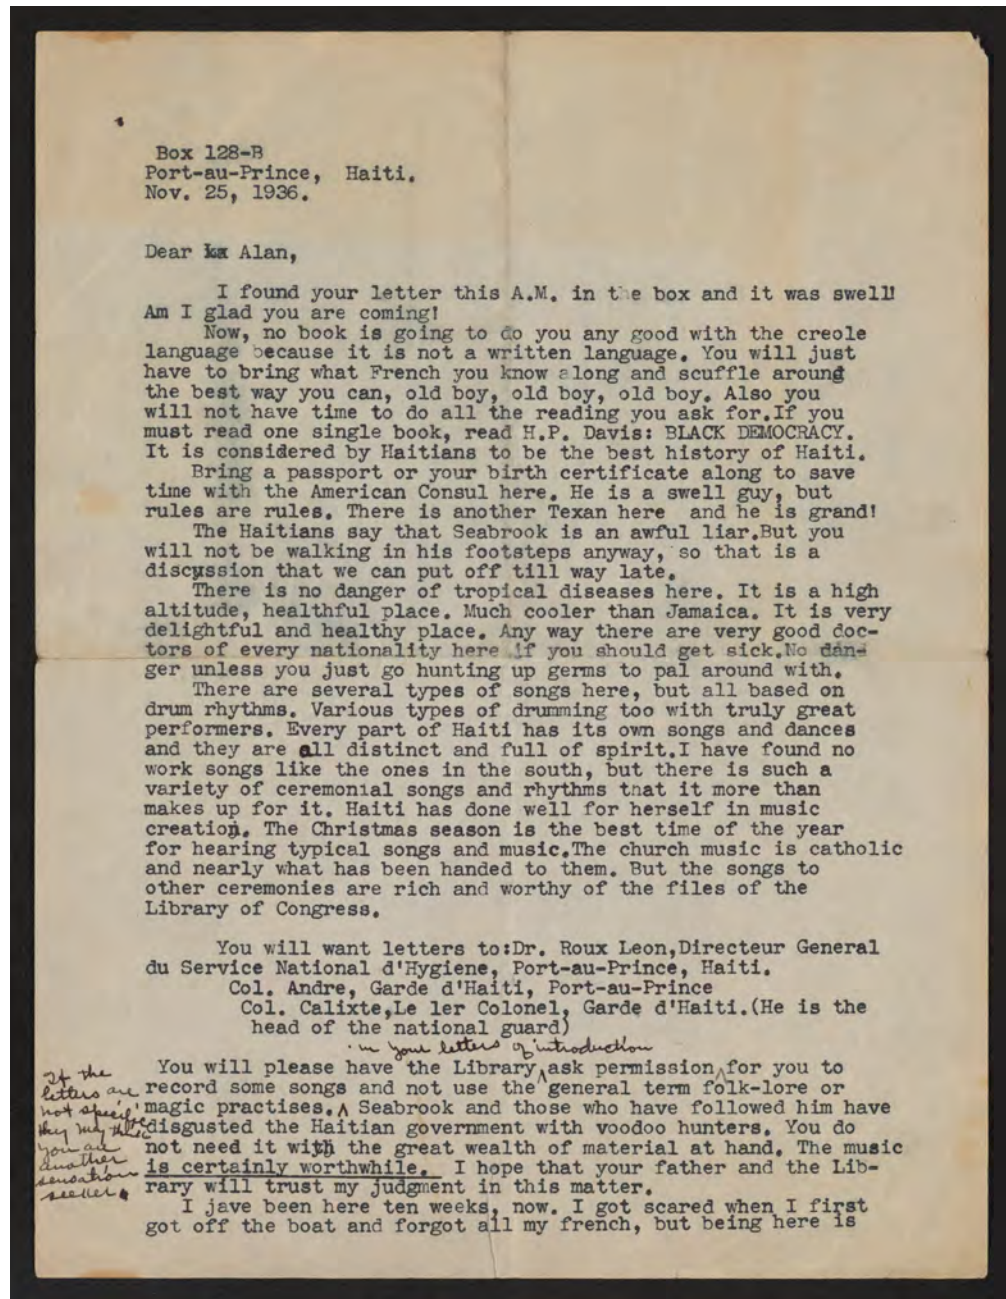 Box 128-B
Port-au-Prince, Haiti.
Nov. 25, 1936.
Dear Alan,
I found your letter this A.M. in the box and it was swell!
Am I glad you are coming!
Now, no book is going to do you any good with the creole
language because it is not a written language. You will just
have to bring what French you know along and scuffle around
the best way you can, old boy, old boy, old boy. Also you
will not have time to do all the reading you ask for.If you
must read one single book, read H.P. Davis: BLACK DEMOCRACY.
It is considered by Haitians to be the best history of Haiti.
Bring a passport or your birth certificate along to save
time with the American Consul here. He is a swell guy, but
rules are rules. There is another Texan here and he is grand!
The Haitians say that Seabrook is an awful liar.But you
will not be walking in his footsteps anyway, so that is a
discussion that we can put off till way late.
There is no danger of tropical diseases here. It is a high
altitude, healthful place. Much cooler than Jamaica. It is very
delightful and healthy place. Any way there are very good doc-
tors of every nationality here if you should get sick.No dan-
ger unless you just go hunting up germs to pal around with.
There are several types of songs here, but all based on
drum rhythms. Various types of drumming too with truly great
performers. Every part of Haiti has its own songs and dances
and they are all distinct and full of spirit.I have found no
work songs like the ones in the south, but there is such a
variety of ceremonial songs and rhythms that it more than
makes up for it. Haiti has done well for herself in music
creation. The Christmas season is the best time of the year
for hearing typical songs and music.The church music is catholic
and nearly what has been handed to them. But the songs to
other ceremonies are rich and worthy of the files of the
Library of Congress.
You will want letters to:Dr. Roux Leon,Directeur General
du Service National d'Hygiene, Port-au-Prince, Haiti.
Col. Andre, Garde d'Haiti, Port-au-Prince
Col. Calixte,Le 1er Colonel, Garde d'Haiti.(He is the
head of the national guard)
in your letters of introduction
You will please have the Library ask permission for you to
record some songs and not use the general term folk-lore or
magic practises. Seabrook and those who have followed him have
disgusted the Haitian government with voodoo hunters. You do
not need it with the great wealth of material at hand. The music
is certainly worthwhile. I hope that your father and the Lib-
rary will trust my judgment in this matter.
I jave been here ten weeks, now. I got scared when I first
got off the boat and forgot all my french, but being here is
If the
letters are
not specific
they may think
you are
another
sensation
seeker.